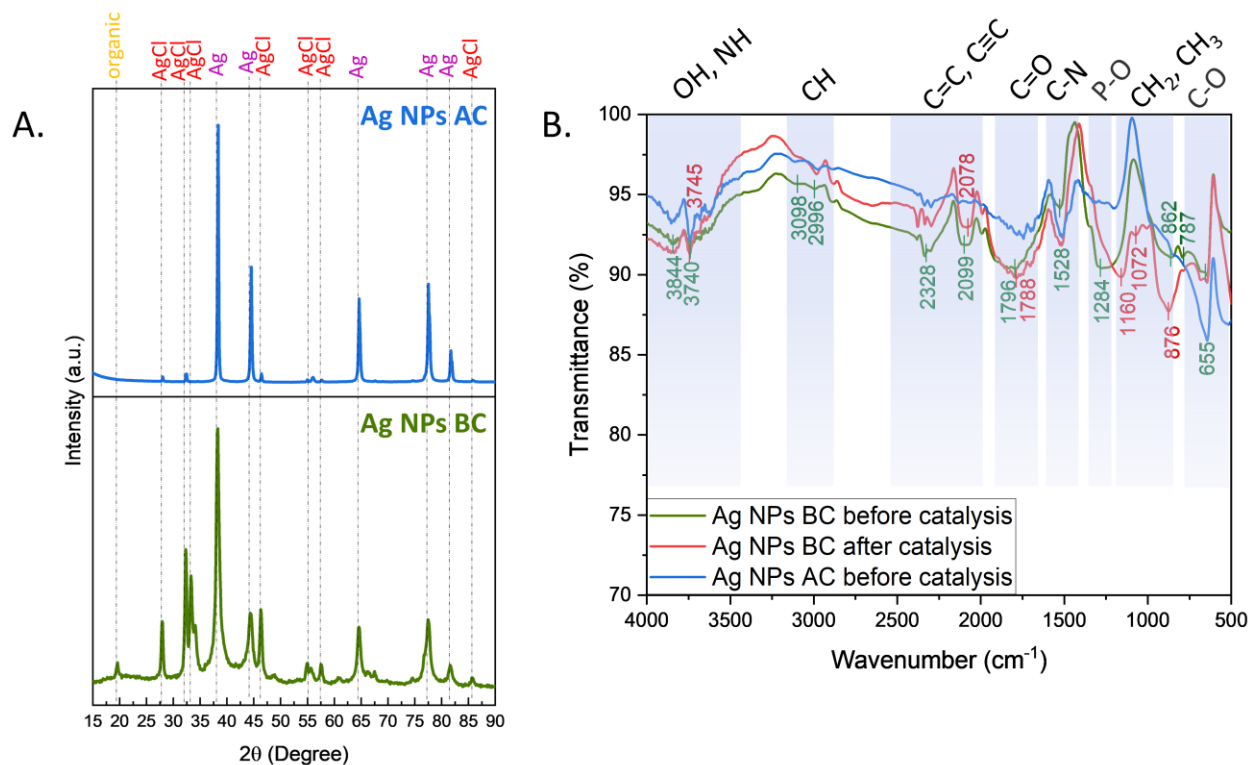 A.
organic
AgCl
AgCl
AgCl
Ag
Ag
AgCl
AgCl
AgCl
Ag
Ag
Ag
AgCl
Ag NPs AC
Ag NPs BC
Intensity (a.u.)
15 20 25 30 35 40 45 50 55 60 65 70 75 80 85 90
2θ (Degree)
B.
OH, NH
CH
C=C, C≡C
C=O
C-N
P-O
CH₂, CH₃
C-O
100
95
90
85
80
75
70
Transmittance (%)
3844
3740
3745
3098
2996
2328
2099
2078
1796
1788
1528
1284
1160
1072
876
862
787
655
Ag NPs BC before catalysis
Ag NPs BC after catalysis
Ag NPs AC before catalysis
4000 3500 3000 2500 2000 1500 1000 500
Wavenumber (cm⁻¹)